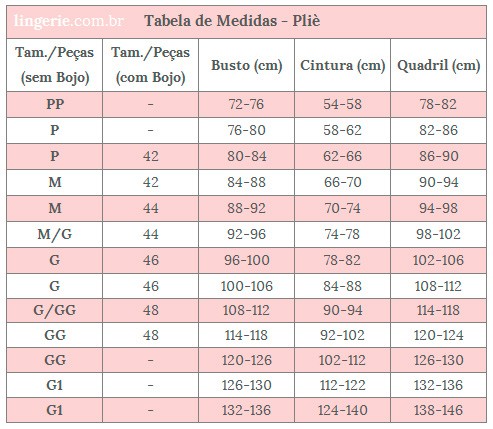 lingerie.com.br Tabela de Medidas - Pliè
Tam./Peças (sem Bojo) Tam./Peças (com Bojo) Busto (cm) Cintura (cm) Quadril (cm)
PP - 72-76 54-58 78-82
P - 76-80 58-62 82-86
P 42 80-84 62-66 86-90
M 42 84-88 66-70 90-94
M 44 88-92 70-74 94-98
M/G 44 92-96 74-78 98-102
G 46 96-100 78-82 102-106
G 46 100-106 84-88 108-112
G/GG 48 108-112 90-94 114-118
GG 48 114-118 92-102 120-124
GG - 120-126 102-112 126-130
G1 - 126-130 112-122 132-136
G1 - 132-136 124-140 138-146